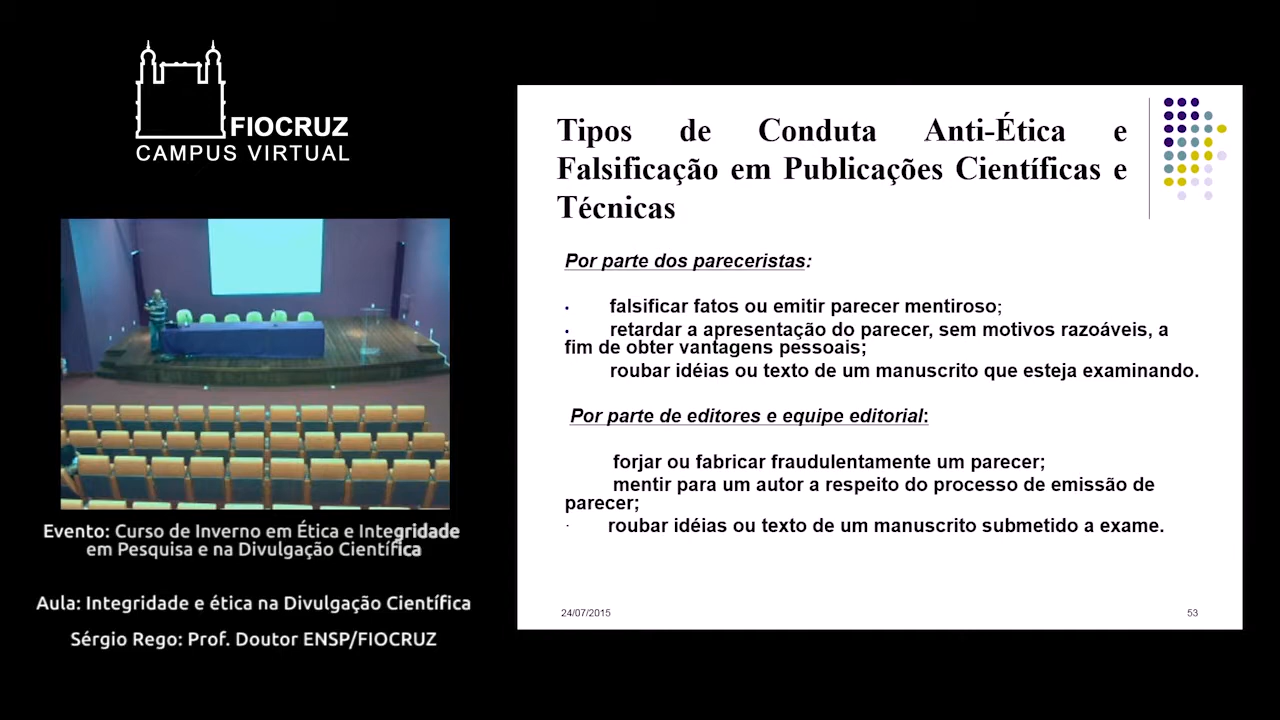 FIOCRUZ
CAMPUS VIRTUAL
Evento: Curso de Inverno em Ética e Integridade
em Pesquisa e na Divulgação Científica
Aula: Integridade e ética na Divulgação Científica
Sérgio Rego: Prof. Doutor ENSP/FIOCRUZ
Tipos de Conduta Anti-Ética e
Falsificação em Publicações Científicas e
Técnicas
Por parte dos pareceristas:
• falsificar fatos ou emitir parecer mentiroso;
• retardar a apresentação do parecer, sem motivos razoáveis, a
fim de obter vantagens pessoais;
roubar idéias ou texto de um manuscrito que esteja examinando.
Por parte de editores e equipe editorial:
forjar ou fabricar fraudulentamente um parecer;
mentir para um autor a respeito do processo de emissão de
parecer;
· roubar idéias ou texto de um manuscrito submetido a exame.
24/07/2015
53